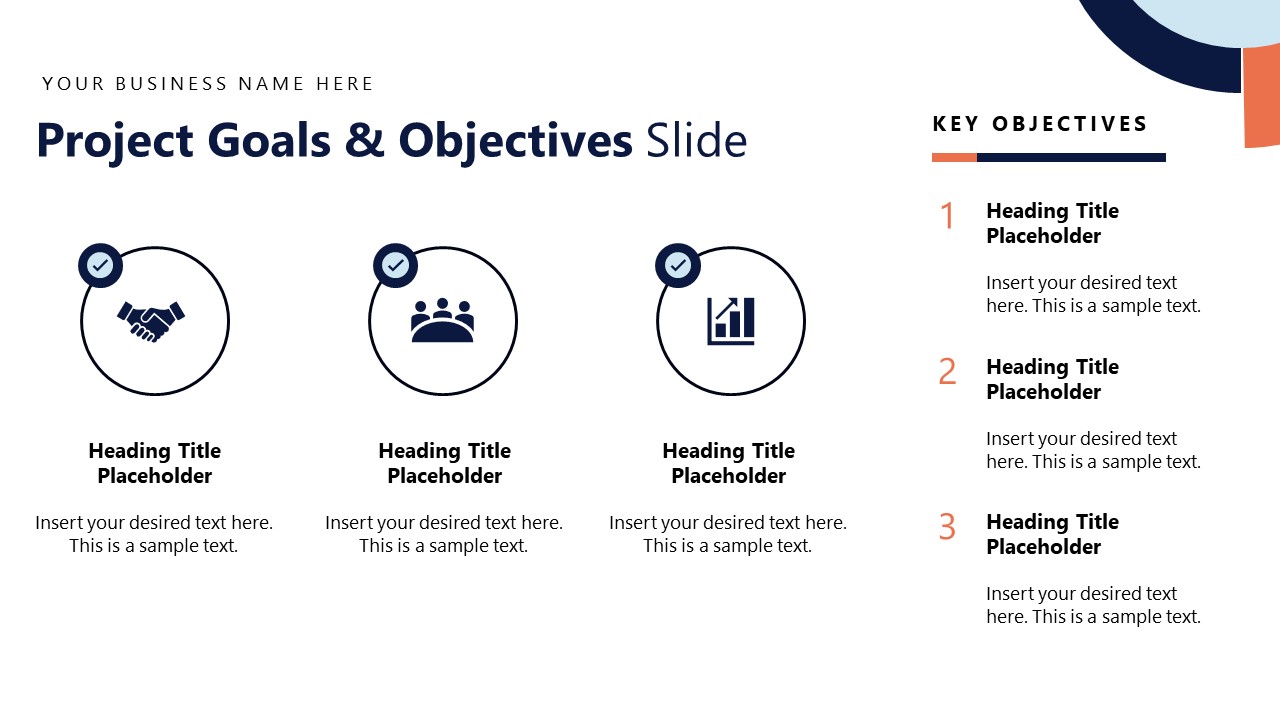 YOUR BUSINESS NAME HERE
Project Goals & Objectives Slide
Heading Title
Placeholder
Insert your desired text here.
This is a sample text.
Heading Title
Placeholder
Insert your desired text here.
This is a sample text.
Heading Title
Placeholder
Insert your desired text here.
This is a sample text.
KEY OBJECTIVES
1
Heading Title
Placeholder
Insert your desired text
here. This is a sample text.
2
Heading Title
Placeholder
Insert your desired text
here. This is a sample text.
3
Heading Title
Placeholder
Insert your desired text
here. This is a sample text.